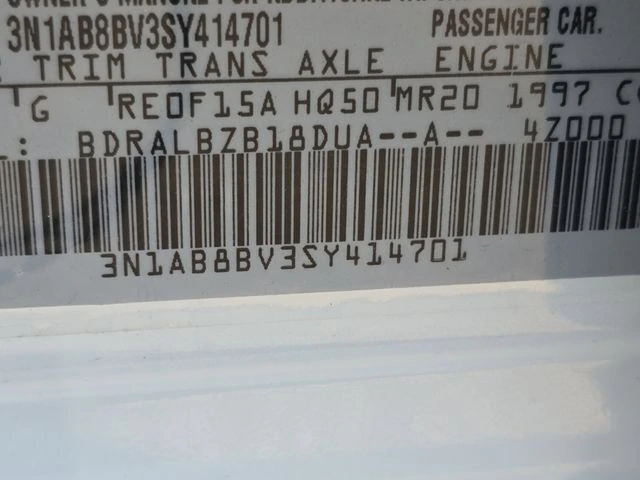 3N1AB8BV3SY414701 PASSENGER CAR.
TRIM TRANS AXLE ENGINE
G RE0F15A HQ50 MR20 1997
: BDRALBZB18DUA--A-- 4Z000
3N1AB8BV3SY414701